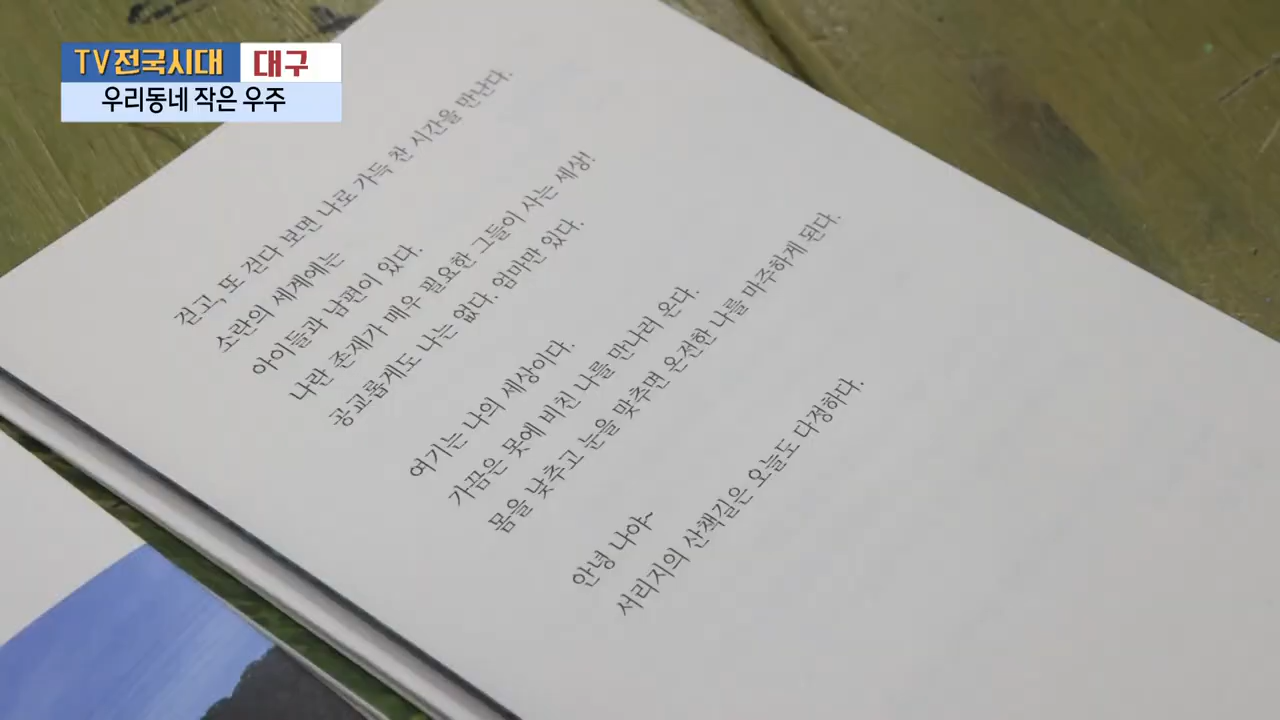 TV전국시대 대구
우리동네 작은 우주
걷고, 또 걷다 보면 나로 가득 찬 시간을 만난다.
소란의 세계에는
아이들과 남편이 있다.
나란 존재가 매우 필요한 그들이 사는 세상!
공교롭게도 나는 없다. 엄마만 있다.
여기는 나의 세상이다.
가끔은 못에 비친 나를 만나러 온다.
몸을 낮추고 눈을 맞추면 온전한 나를 마주하게 된다.
안녕 나야~
서리지의 산책길은 오늘도 다정하다.